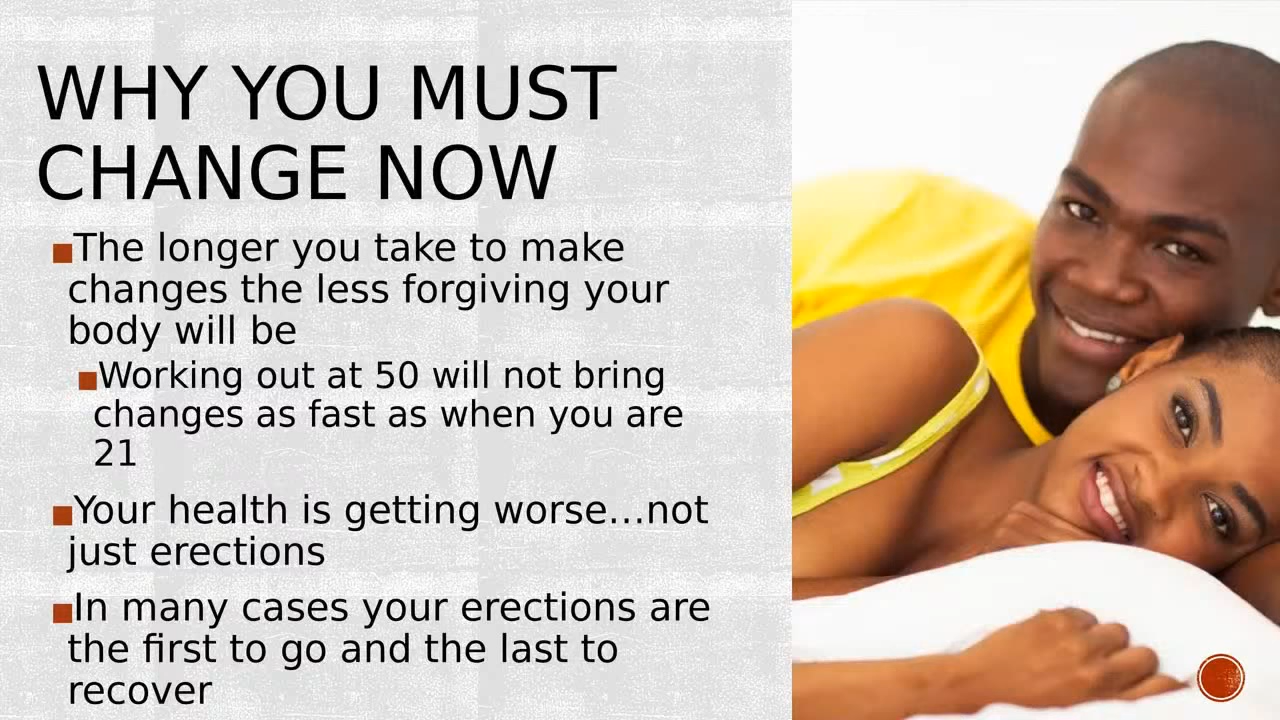 WHY YOU MUST
CHANGE NOW
■The longer you take to make
changes the less forgiving your
body will be
■Working out at 50 will not bring
changes as fast as when you are
21
■Your health is getting worse…not
just erections
■In many cases your erections are
the first to go and the last to
recover